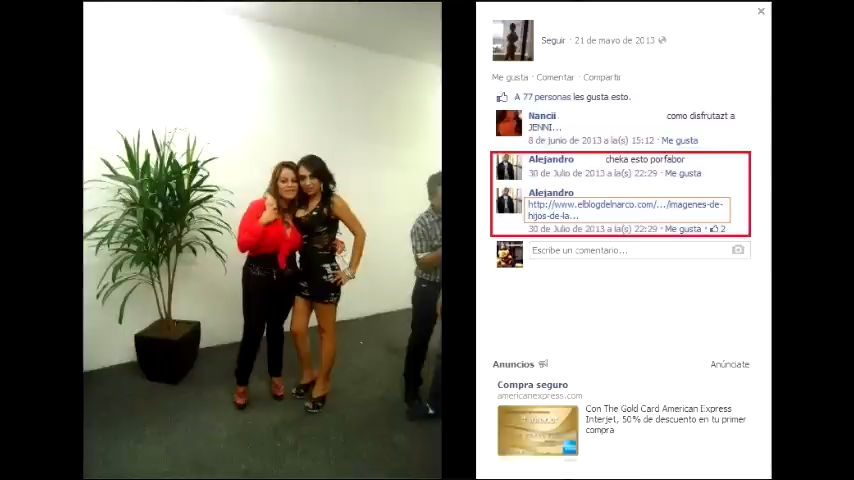 Seguir · 21 de mayo de 2013
Me gusta · Comentar · Compartir
A 77 personas les gusta esto.
Nancii como disfrutazt a
JENNI...
8 de junio de 2013 a la(s) 15:12 · Me gusta
Alejandro cheka esto porfabor
30 de Julio de 2013 a la(s) 22:29 · Me gusta
Alejandro
http://www.elblogdelnarco.com/.../imagenes-de-
hijos-de-la...
30 de Julio de 2013 a la(s) 22:29 · Me gusta · 2
Escribe un comentario...
Anuncios Anúnciate
Compra seguro
americanexpress.com
Con The Gold Card American Express
Interjet, 50% de descuento en tu primer
compra